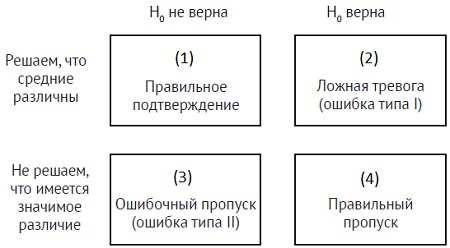 H₀ не верна
H₀ верна
Решаем, что
средние
различны
(1)
Правильное
подтверждение
(2)
Ложная тревога
(ошибка типа I)
Не решаем,
что имеется
значимое
различие
(3)
Ошибочный пропуск
(ошибка типа II)
(4)
Правильный
пропуск